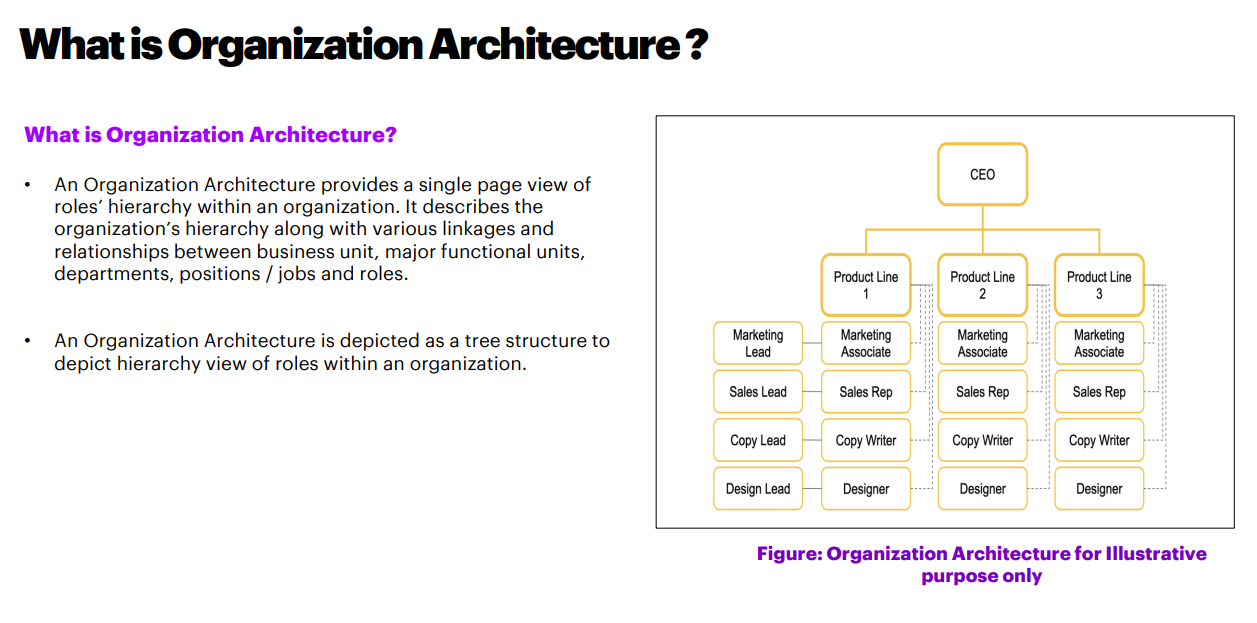 What is Organization Architecture ?
What is Organization Architecture?
• An Organization Architecture provides a single page view of
roles’ hierarchy within an organization. It describes the
organization’s hierarchy along with various linkages and
relationships between business unit, major functional units,
departments, positions / jobs and roles.
• An Organization Architecture is depicted as a tree structure to
depict hierarchy view of roles within an organization.
CEO
Product Line
1
Product Line
2
Product Line
3
Marketing
Lead
Marketing
Associate
Marketing
Associate
Marketing
Associate
Sales Lead
Sales Rep
Sales Rep
Sales Rep
Copy Lead
Copy Writer
Copy Writer
Copy Writer
Design Lead
Designer
Designer
Designer
Figure: Organization Architecture for Illustrative
purpose only